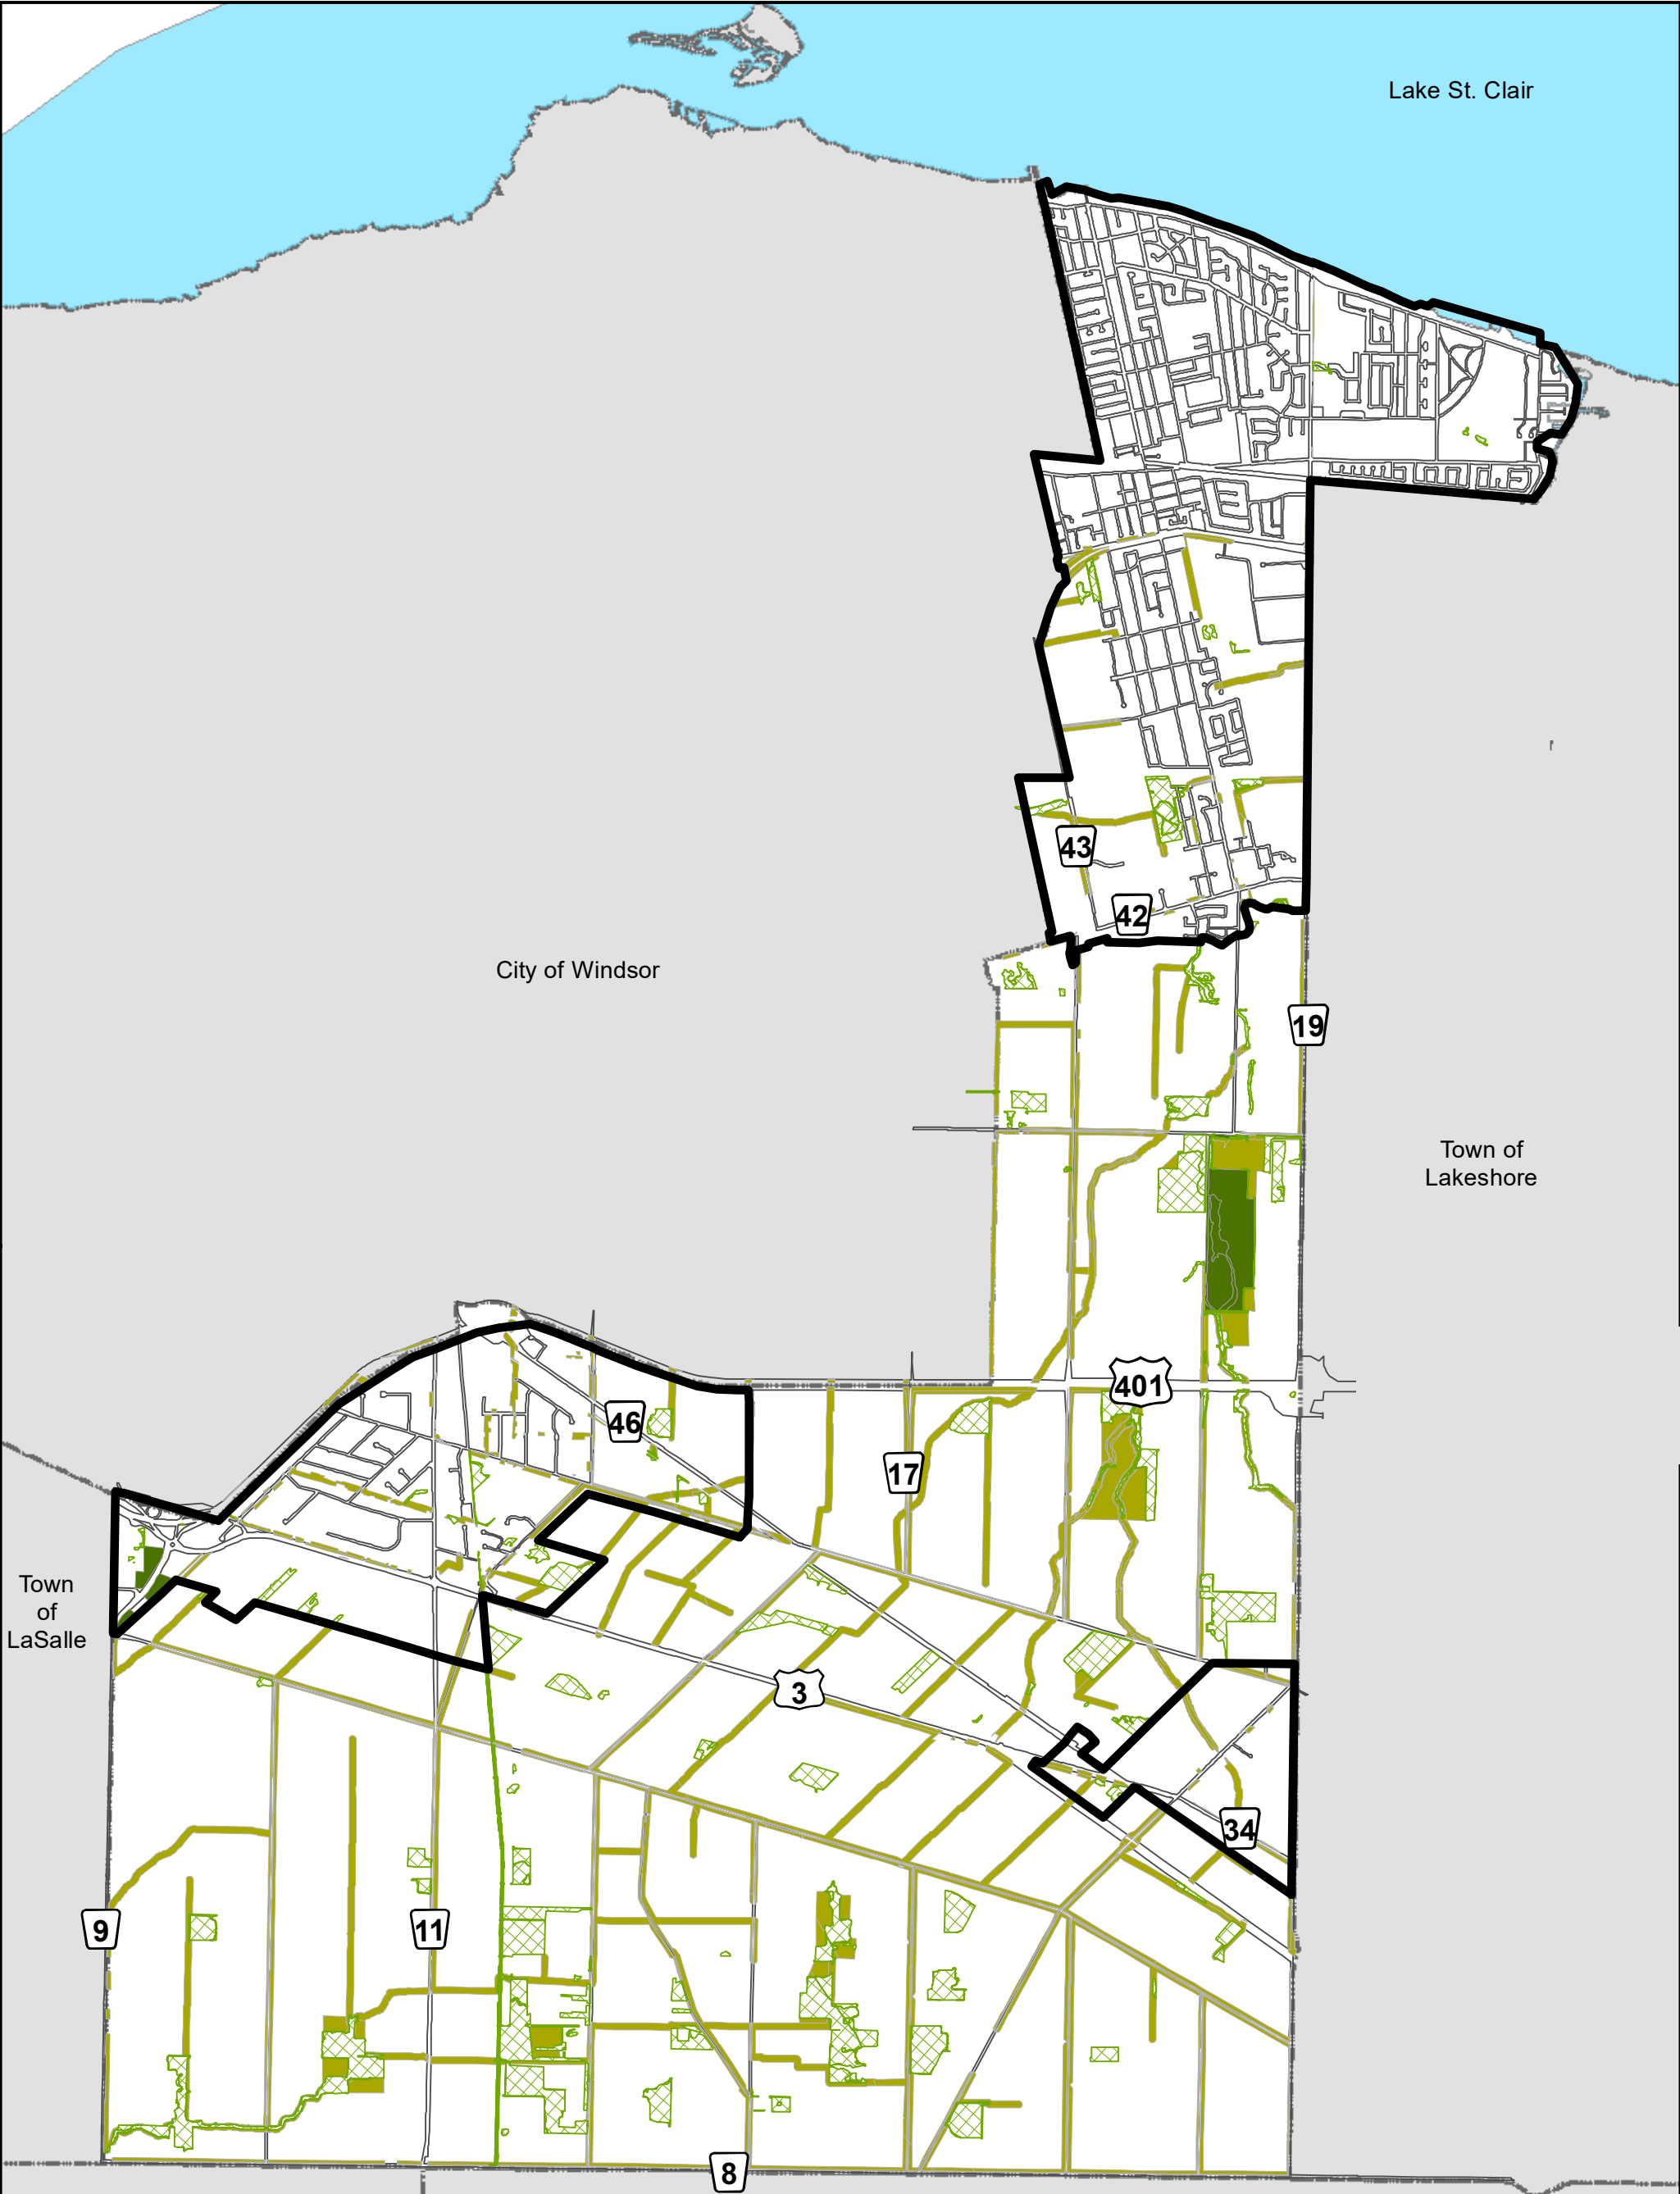 Lake St. Clair
43
42
City of Windsor
19
Town of
Lakeshore
401
46
17
Town
of
LaSalle
3
34
9
11
8